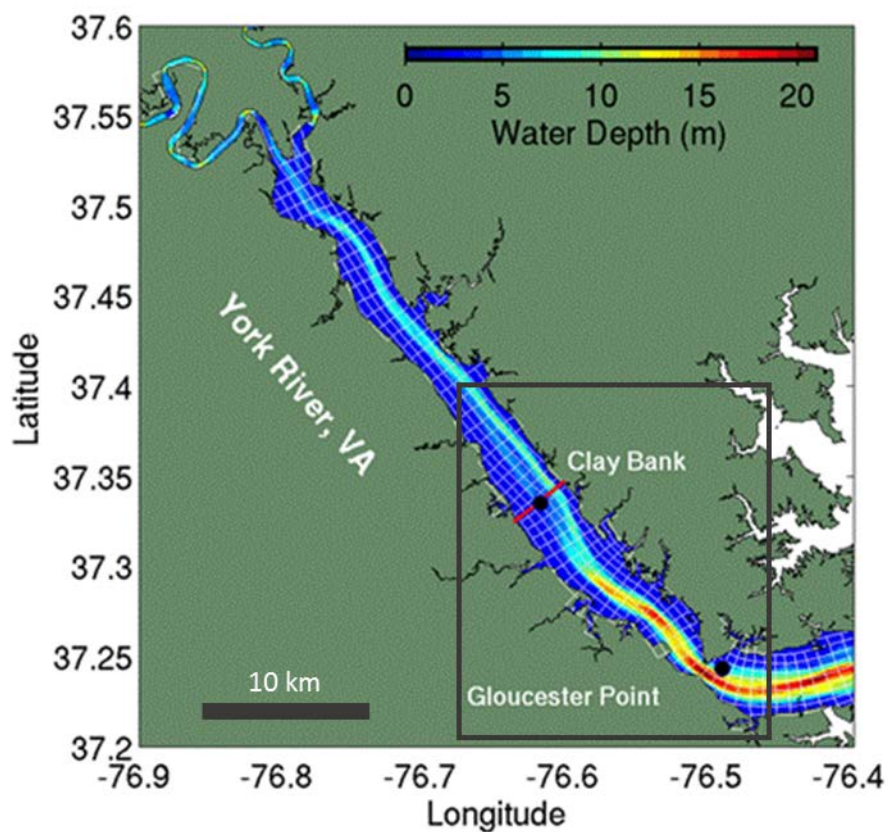 37.6
37.55
37.5
37.45
37.4
37.35
37.3
37.25
37.2
Latitude
0 5 10 15 20
Water Depth (m)
York River, VA
Clay Bank
Gloucester Point
10 km
-76.9 -76.8 -76.7 -76.6 -76.5 -76.4
Longitude